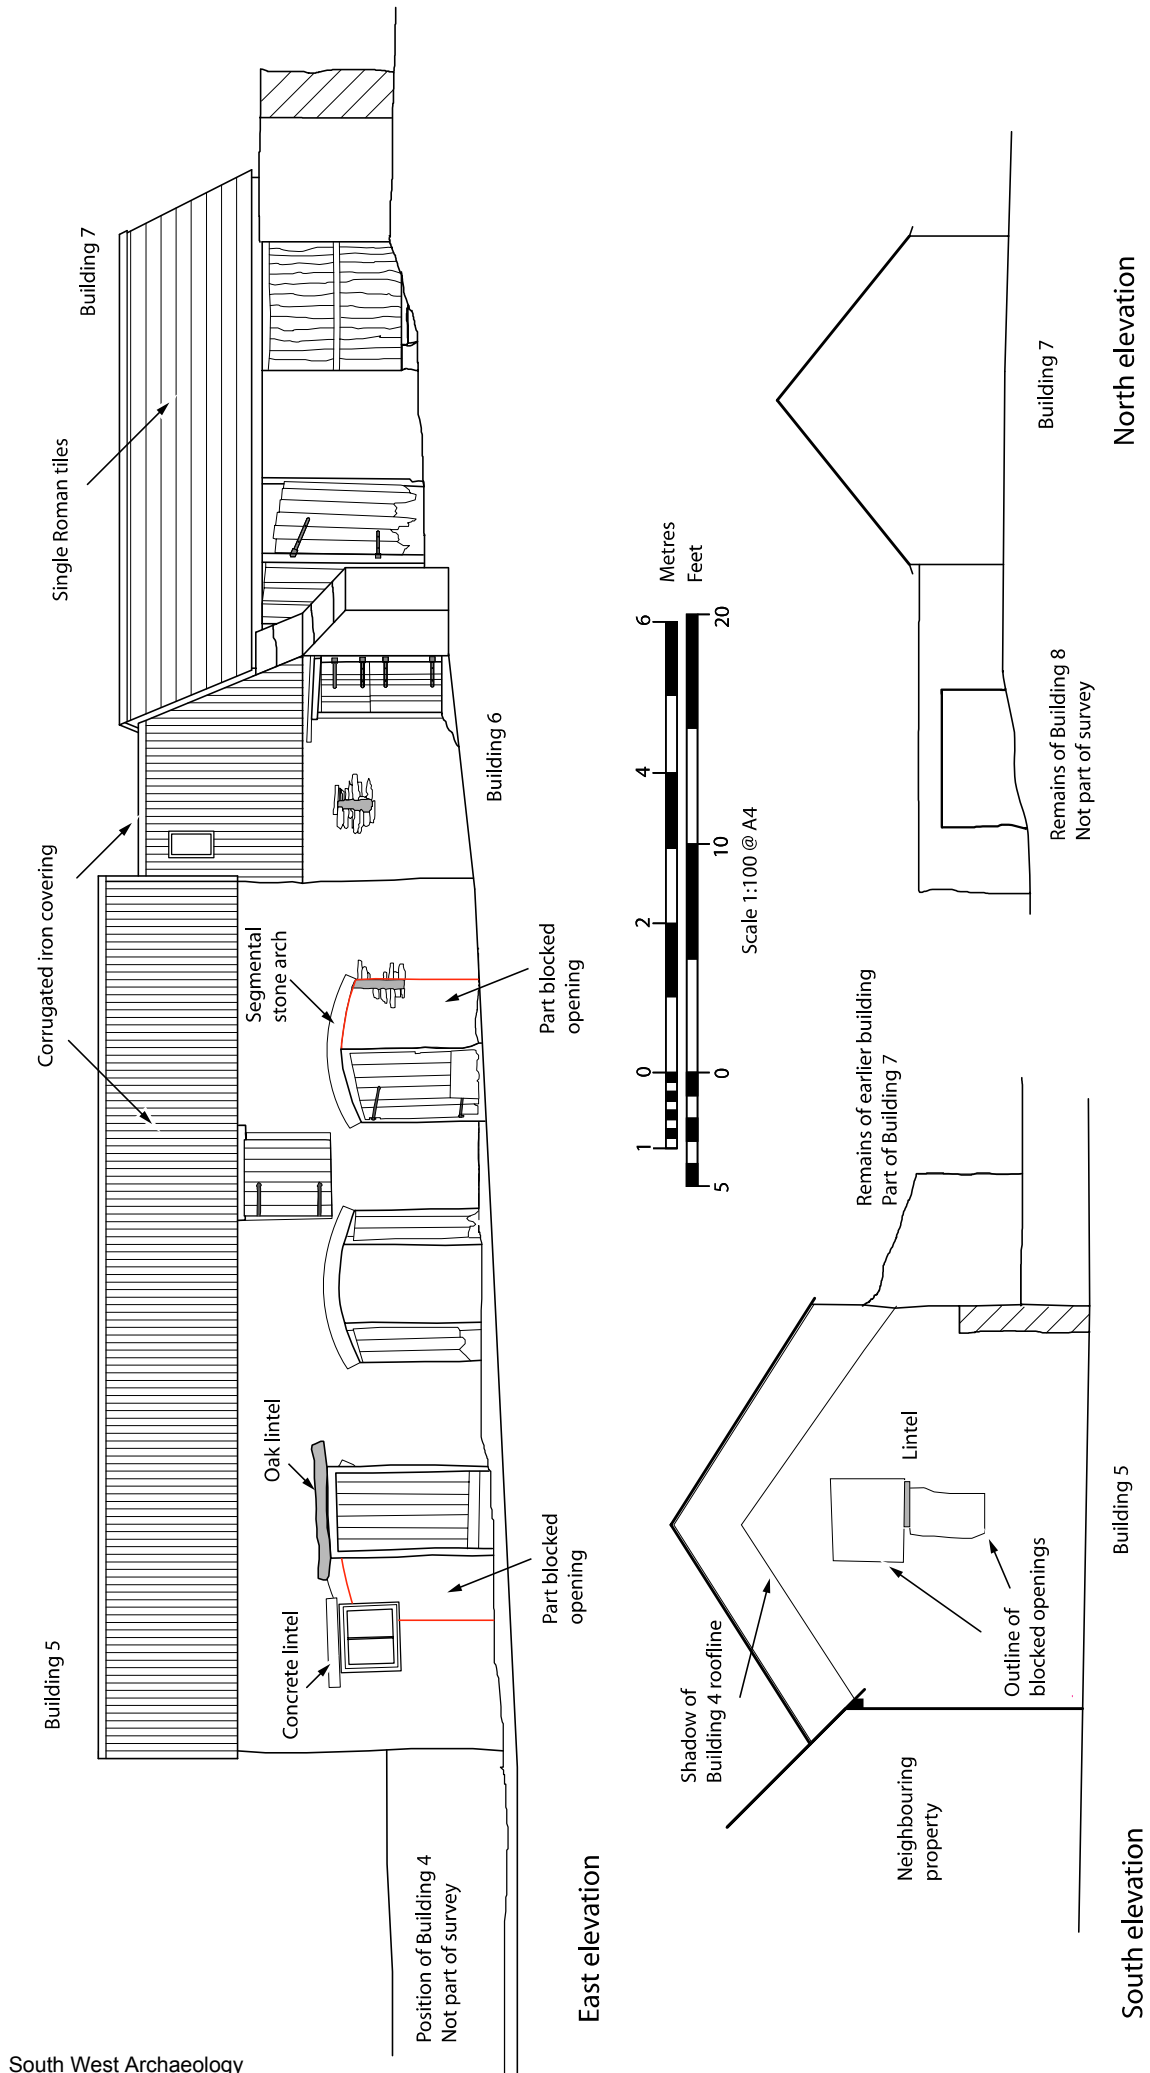 Building 5
Corrugated iron covering
Single Roman tiles
Building 7
Concrete lintel
Oak lintel
Segmental
stone arch
Position of Building 4
Not part of survey
Part blocked
opening
Part blocked
opening
Building 6
East elevation
1
0
2
4
6
Metres
Feet
5
0
10
20
Scale 1:100 @ A4
Shadow of
Building 4 roofline
Neighbouring
property
Outline of
blocked openings
Lintel
Remains of earlier building
Part of Building 7
Building 5
South elevation
Remains of Building 8
Not part of survey
Building 7
North elevation
South West Archaeology